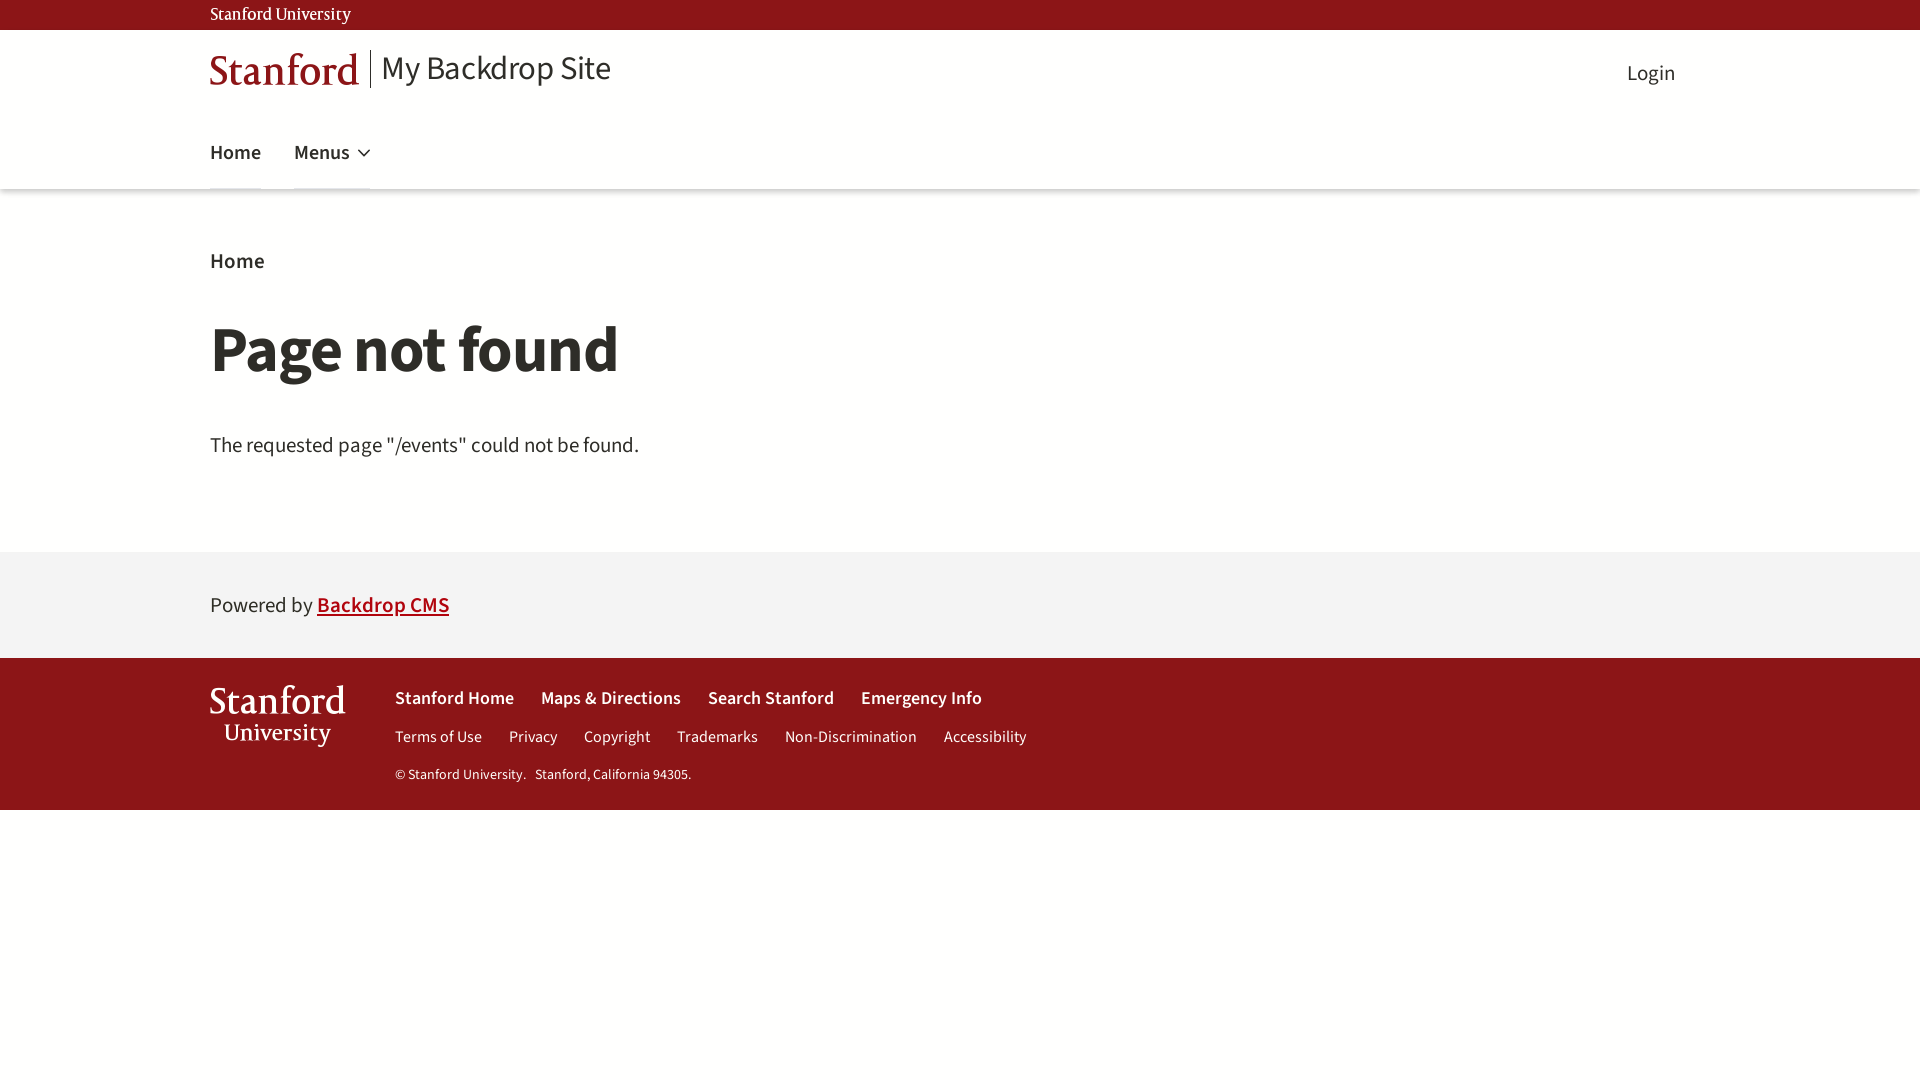 Stanford University
Stanford My Backdrop Site
Login
Home Menus
Home
Page not found
The requested page "/events" could not be found.
Powered by Backdrop CMS
Stanford University
Stanford Home Maps & Directions Search Stanford Emergency Info
Terms of Use Privacy Copyright Trademarks Non-Discrimination Accessibility
© Stanford University. Stanford, California 94305.